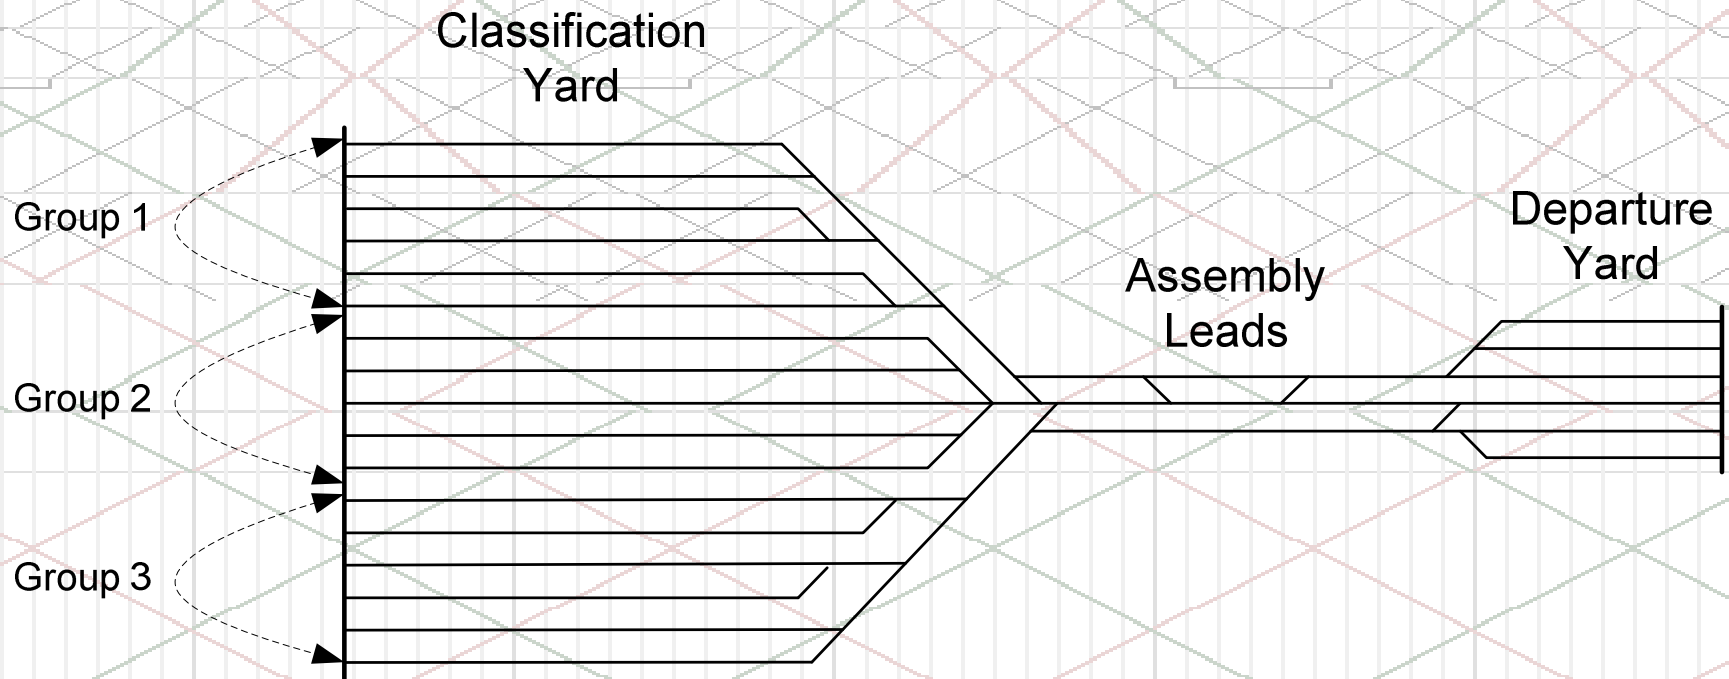 Classification
Yard
Group 1
Group 2
Group 3
Assembly
Leads
Departure
Yard